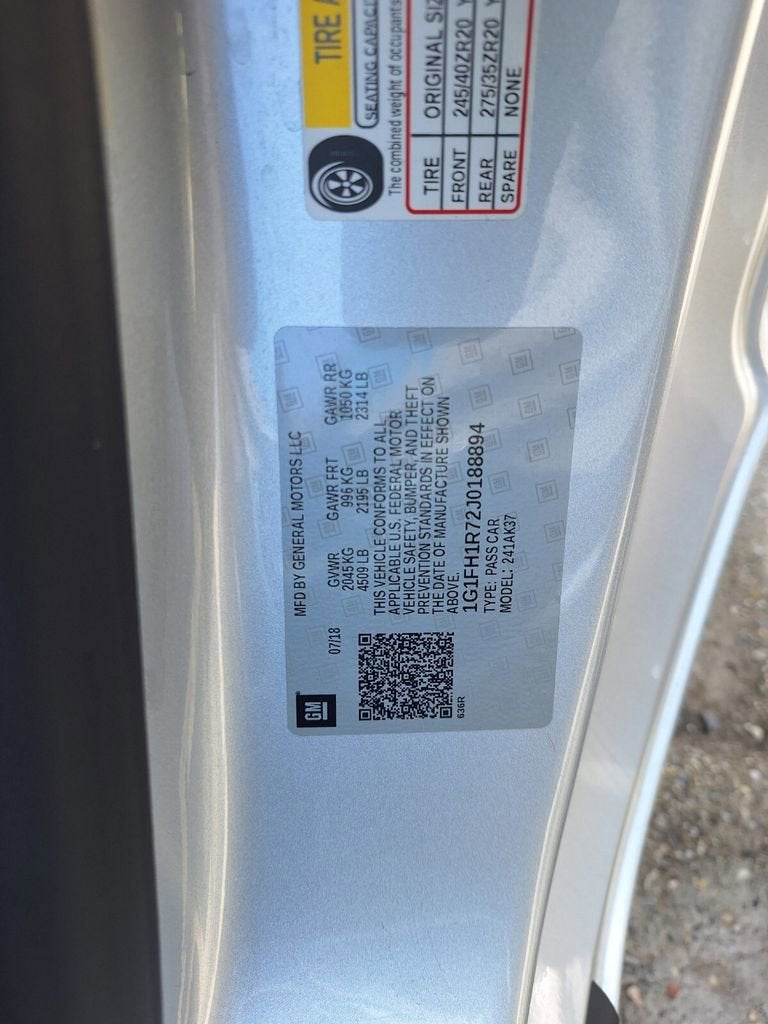 MFD BY GENERAL MOTORS LLC
GM
07/18
GVWR GAWR FRT GAWR RR
2045 KG 996 KG 1050 KG
4509 LB 2195 LB 2314 LB
THIS VEHICLE CONFORMS TO ALL
APPLICABLE U.S. FEDERAL MOTOR
VEHICLE SAFETY, BUMPER, AND THEFT
PREVENTION STANDARDS IN EFFECT ON
THE DATE OF MANUFACTURE SHOWN
ABOVE.
1G1FH1R72J0188894
TYPE: PASS CAR
MODEL: 241AK37
636R
TIRE
SEATING CAPAC
The combined weight of occupants
TIRE ORIGINAL SIZ
FRONT 245/40ZR20 Y
REAR 275/35ZR20 Y
SPARE NONE